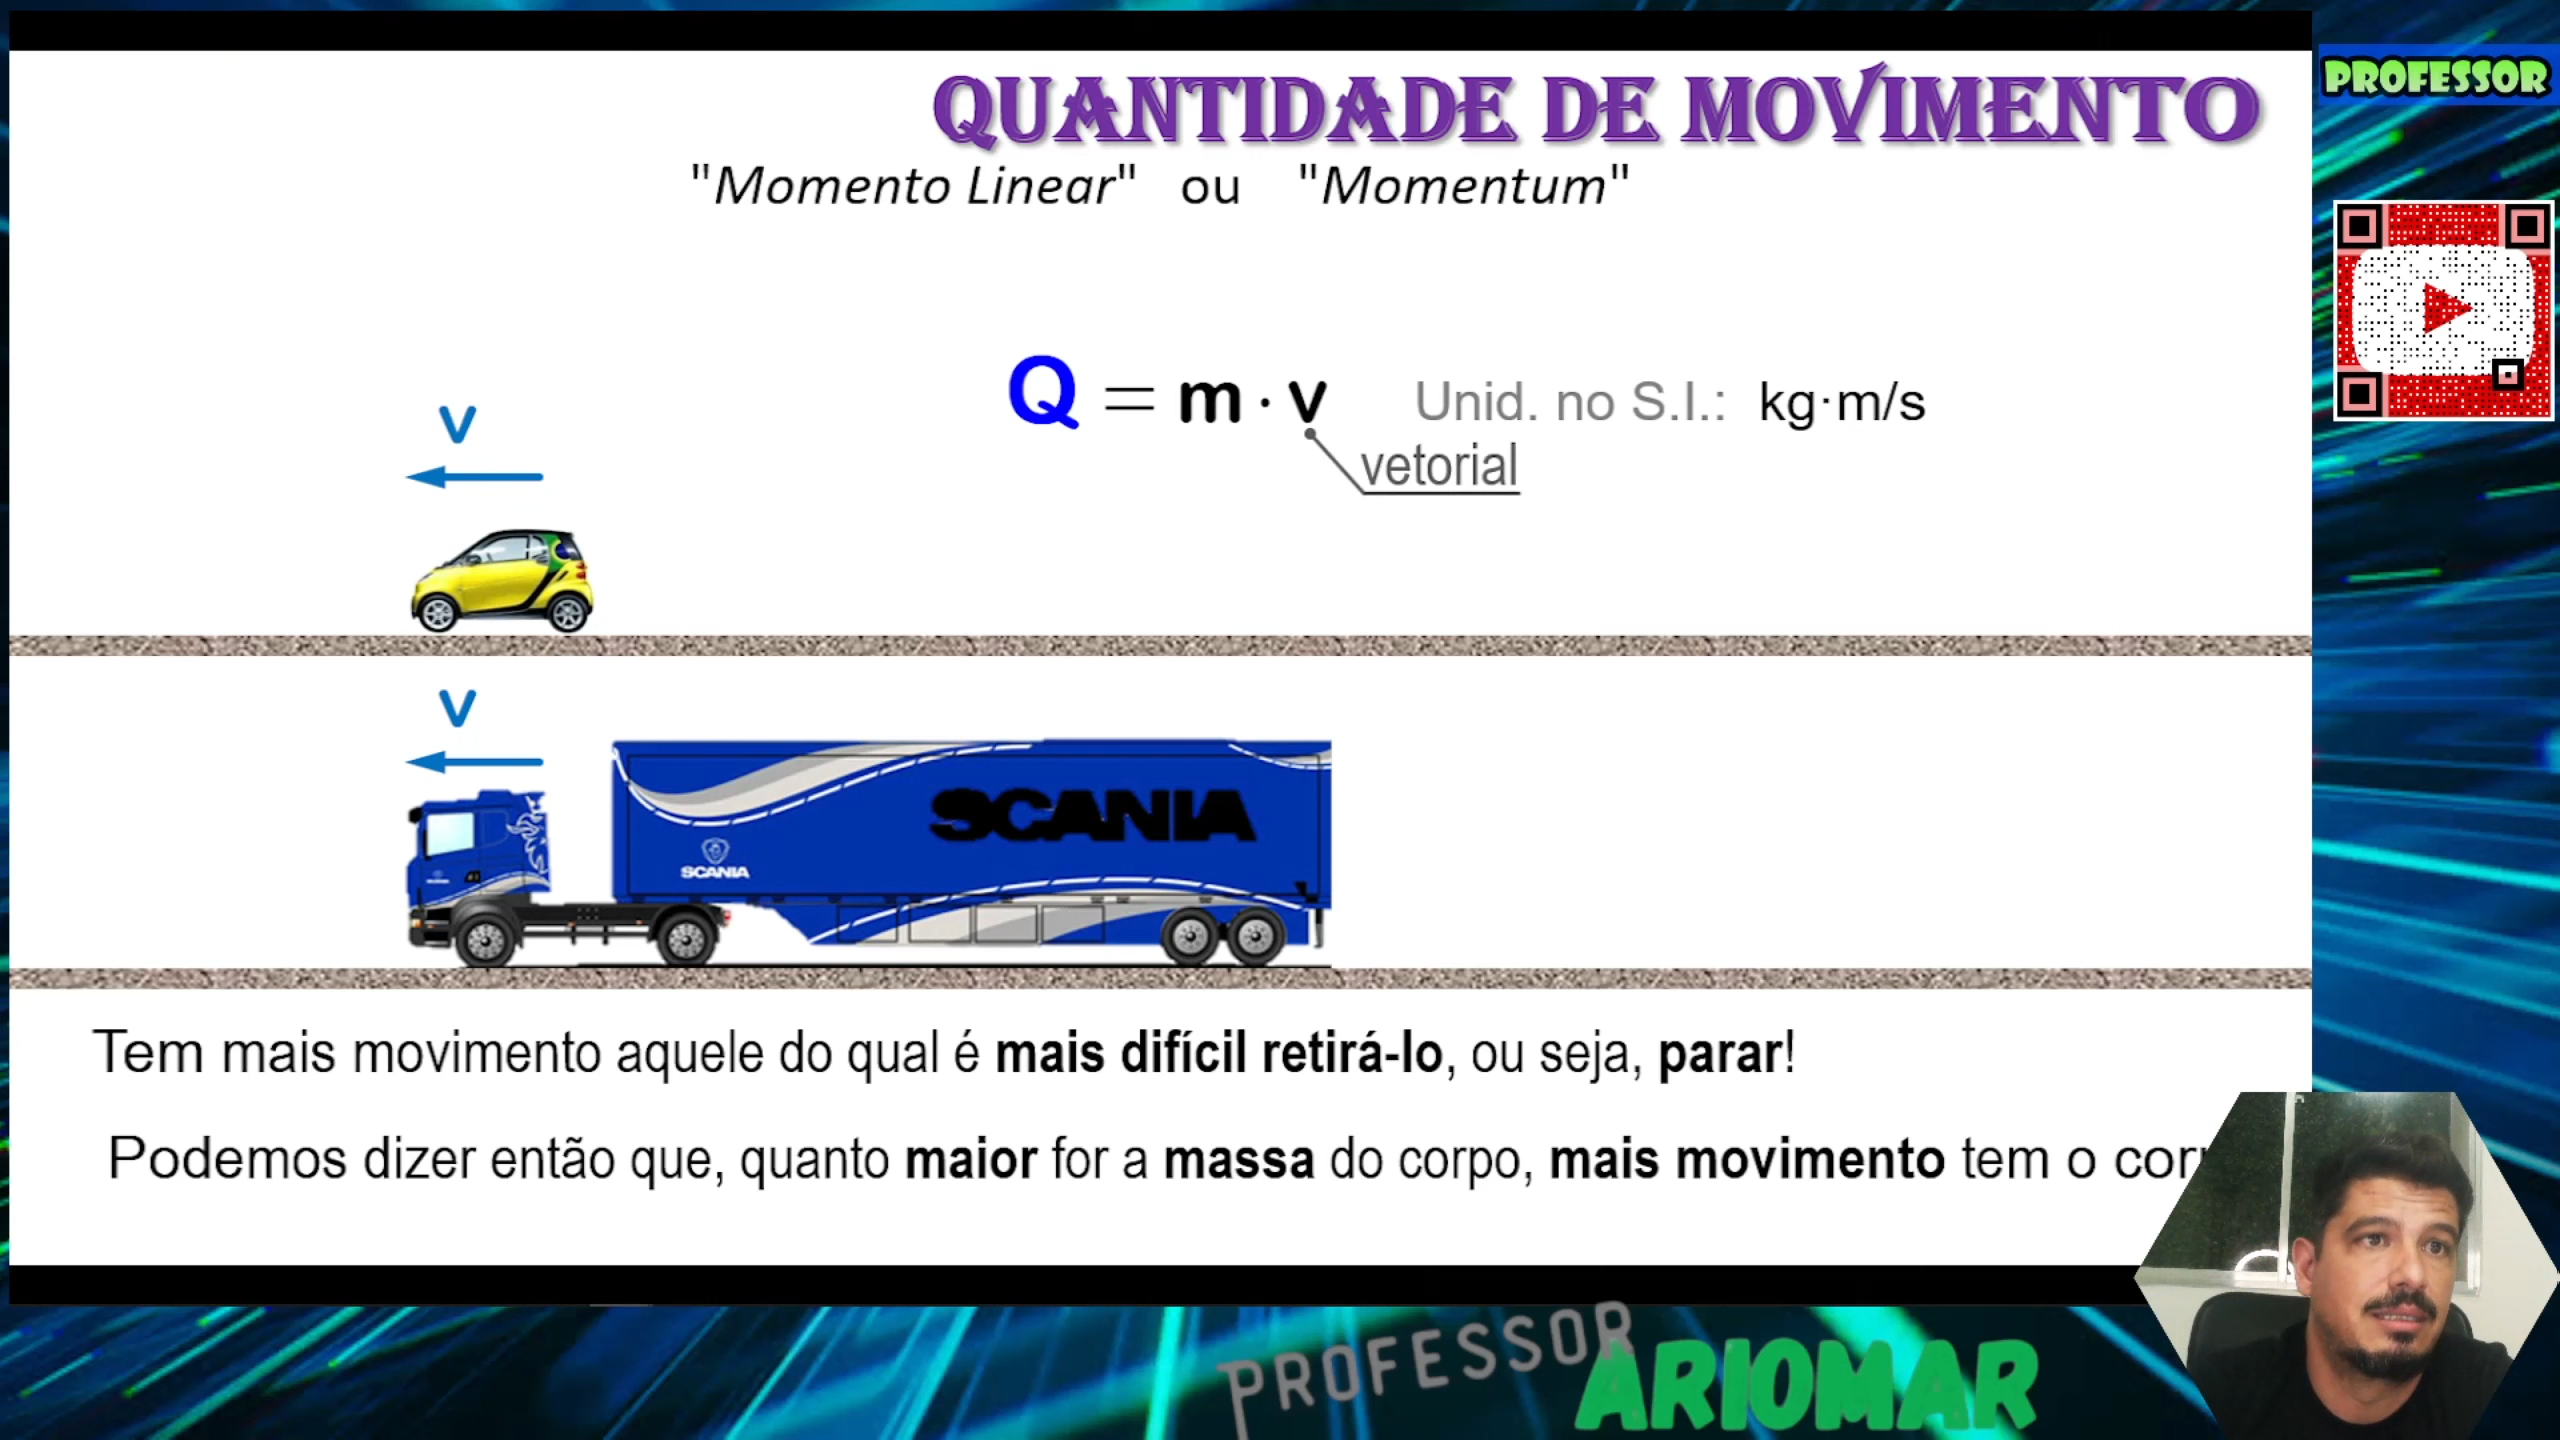 QUANTIDADE DE MOVIMENTO
PROFESSOR
"Momento Linear" ou "Momentum"
Q = m · v Unid. no S.I.: kg·m/s
vetorial
v
v
SCANIA
SCANIA
Tem mais movimento aquele do qual é mais difícil retirá-lo, ou seja, parar!
Podemos dizer então que, quanto maior for a massa do corpo, mais movimento tem o
PROFESSOR
ARIOMAR